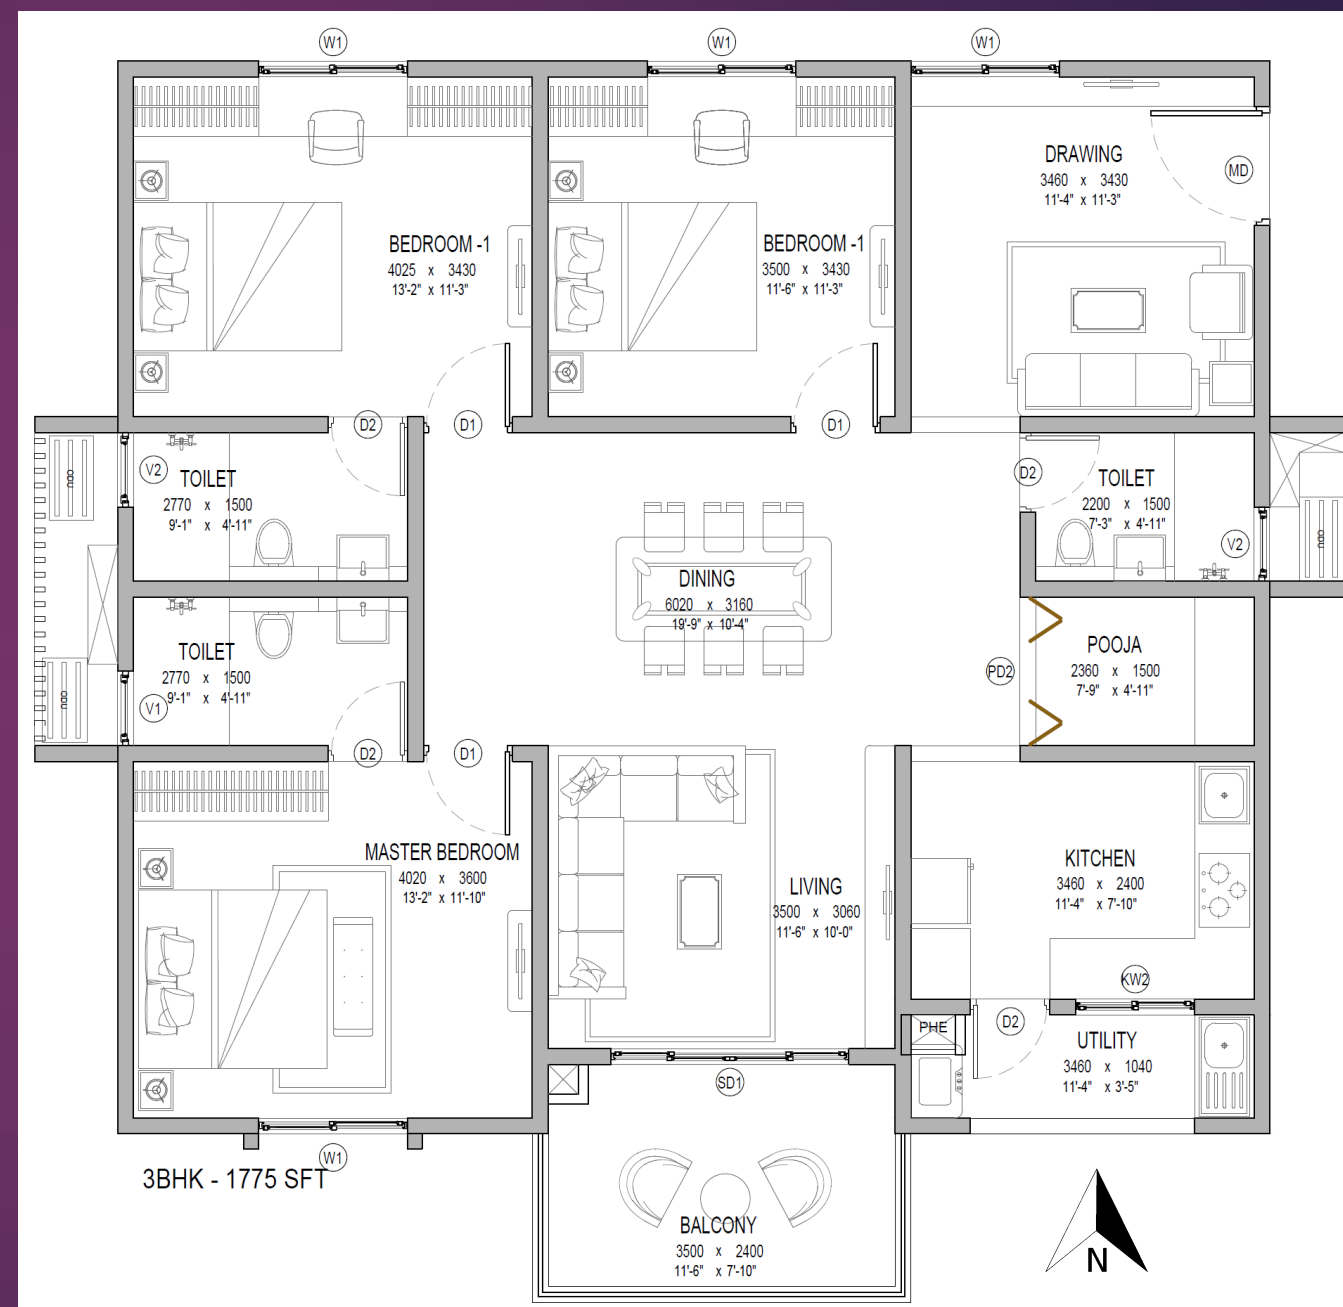 W1
W1
W1
DRAWING
3460 x 3430
11'-4" x 11'-3"
MD
BEDROOM -1
4025 x 3430
13'-2" x 11'-3"
BEDROOM -1
3500 x 3430
11'-6" x 11'-3"
D2
D1
D1
V2
TOILET
2770 x 1500
9'-1" x 4'-11"
ODU
D2
TOILET
2200 x 1500
7'-3" x 4'-11"
V2
ODU
DINING
6020 x 3160
19'-9" x 10'-4"
TOILET
2770 x 1500
9'-1" x 4'-11"
V1
ODU
POOJA
2360 x 1500
7'-9" x 4'-11"
PD2
D2
D1
MASTER BEDROOM
4020 x 3600
13'-2" x 11'-10"
LIVING
3500 x 3060
11'-6" x 10'-0"
KITCHEN
3460 x 2400
11'-4" x 7'-10"
KW2
PHE
D2
UTILITY
3460 x 1040
11'-4" x 3'-5"
SD1
W1
3BHK - 1775 SFT
BALCONY
3500 x 2400
11'-6" x 7'-10"
N